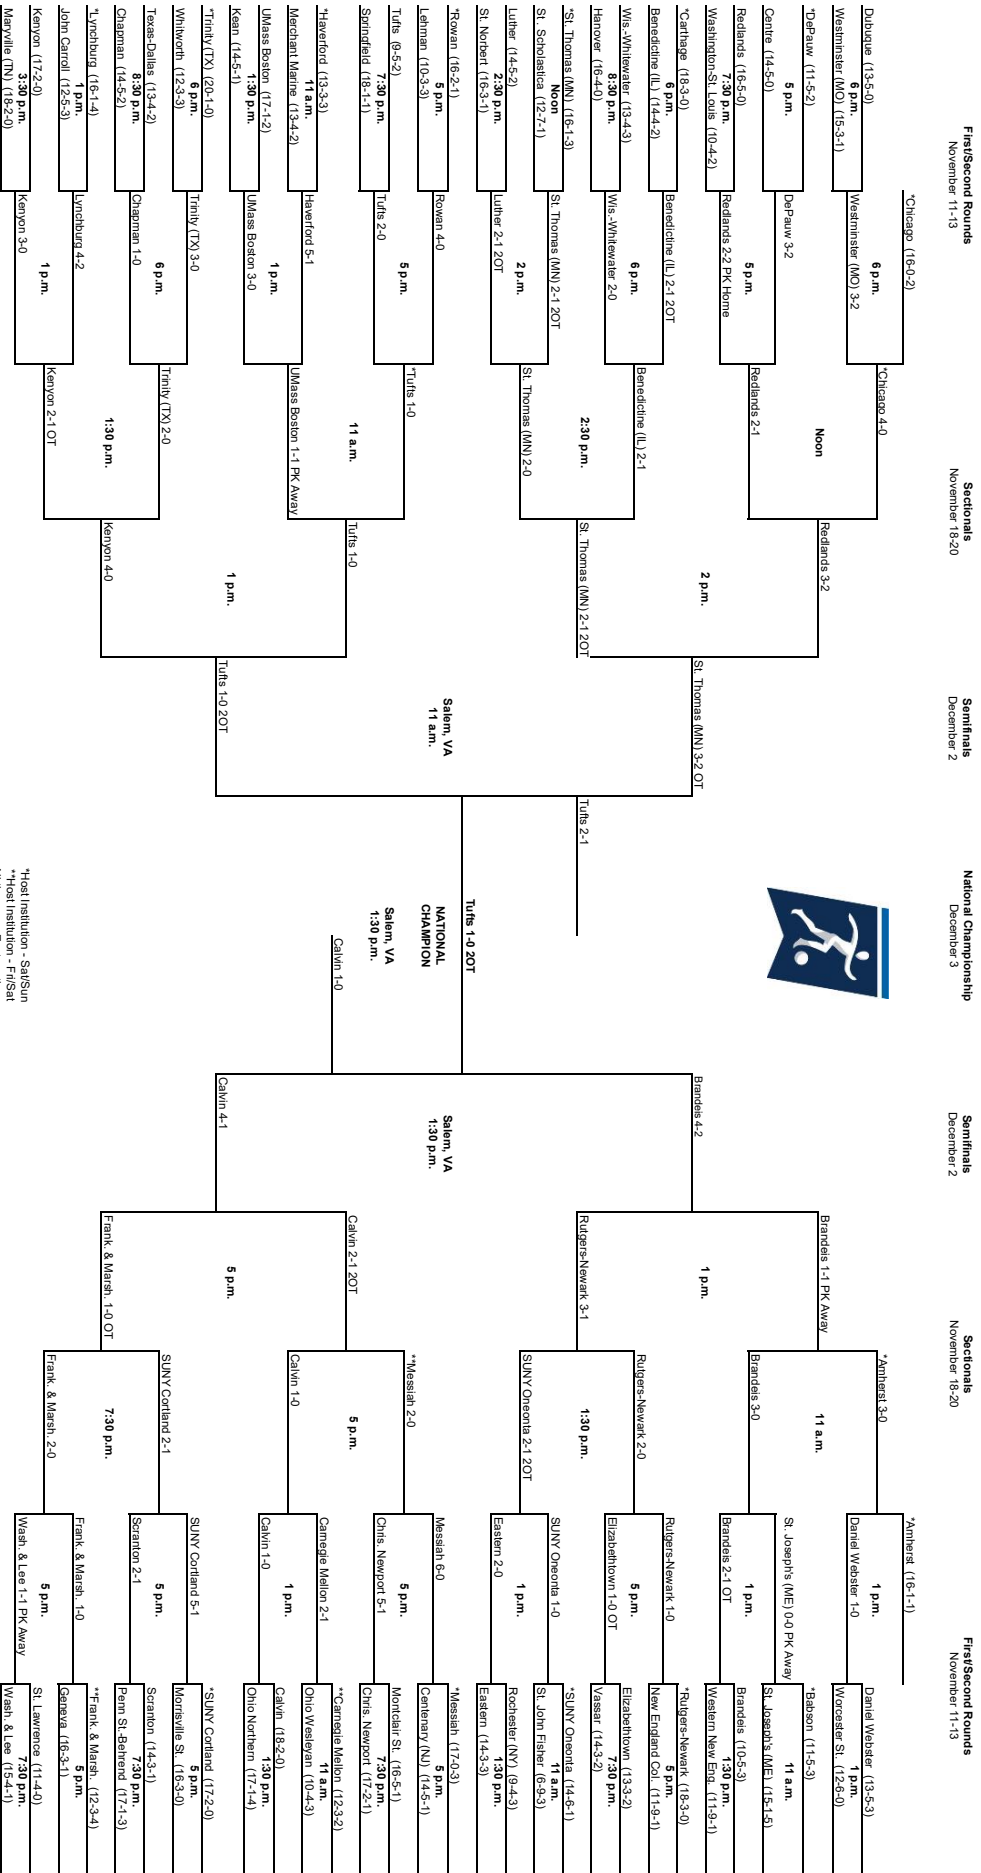 First/Second Rounds
November 11-13
Sectionals
November 18-20
Semifinals
December 2
National Championship
December 3
Semifinals
December 2
Sectionals
November 18-20
First/Second Rounds
November 11-13
Dubuque (13-5-0)
6 p.m.
Westminster (MO) (15-3-1)
*DePauw (11-5-2)
5 p.m.
Centre (14-5-0)
Redlands (16-5-0)
7:30 p.m.
Washington-St. Louis (10-4-2)
*Carthage (18-3-0)
6 p.m.
Benedictine (IL) (14-4-2)
Wis.-Whitewater (13-4-3)
8:30 p.m.
Hanover (16-4-0)
*St. Thomas (MN) (16-1-3)
Noon
St. Scholastica (12-7-1)
Luther (14-5-2)
2:30 p.m.
St. Norbert (16-3-1)
*Rowan (16-2-1)
5 p.m.
Lehman (10-3-3)
Tufts (9-5-2)
7:30 p.m.
Springfield (18-1-1)
*Haverford (13-3-3)
11 a.m.
Merchant Marine (13-4-2)
UMass Boston (17-1-2)
1:30 p.m.
Kean (14-5-1)
*Trinity (TX) (20-1-0)
6 p.m.
Whitworth (12-3-3)
Texas-Dallas (13-4-2)
8:30 p.m.
Chapman (14-5-2)
*Lynchburg (16-1-4)
1 p.m.
John Carroll (12-5-3)
Kenyon (17-2-0)
3:30 p.m.
Maryville (TN) (18-2-0)
*Chicago (16-0-2)
6 p.m.
Westminster (MO) 3-2
DePauw 3-2
5 p.m.
Redlands 2-2 PK Home
Benedictine (IL) 2-1 2OT
6 p.m.
Wis.-Whitewater 2-0
St. Thomas (MN) 2-1 2OT
2 p.m.
Luther 2-1 2OT
Rowan 4-0
5 p.m.
Tufts 2-0
Haverford 5-1
1 p.m.
UMass Boston 3-0
Trinity (TX) 3-0
6 p.m.
Chapman 1-0
Lynchburg 4-2
1 p.m.
Kenyon 3-0
*Chicago 4-0
Noon
Redlands 2-1
Benedictine (IL) 2-1
2:30 p.m.
St. Thomas (MN) 2-0
*Tufts 1-0
11 a.m.
UMass Boston 1-1 PK Away
Trinity (TX) 2-0
1:30 p.m.
Kenyon 2-1 OT
Redlands 3-2
2 p.m.
St. Thomas (MN) 2-1 2OT
Tufts 1-0
1 p.m.
Kenyon 4-0
St. Thomas (MN) 3-2 OT
Salem, VA
11 a.m.
Tufts 1-0 2OT
Tufts 2-1
Tufts 1-0 2OT
NATIONAL
CHAMPION
Salem, VA
1:30 p.m.
Calvin 1-0
*Host Institution - Sat/Sun
**Host Institution - Fri/Sat
Brandeis 4-2
Salem, VA
1:30 p.m.
Calvin 4-1
Brandeis 1-1 PK Away
1 p.m.
Rutgers-Newark 3-1
Calvin 2-1 2OT
5 p.m.
Frank. & Marsh. 1-0 OT
*Amherst 3-0
11 a.m.
Brandeis 3-0
Rutgers-Newark 2-0
1:30 p.m.
SUNY Oneonta 2-1 2OT
**Messiah 2-0
5 p.m.
Calvin 1-0
SUNY Cortland 2-1
7:30 p.m.
Frank. & Marsh. 2-0
*Amherst (16-1-1)
1 p.m.
Daniel Webster 1-0
St. Joseph's (ME) 0-0 PK Away
1 p.m.
Brandeis 2-1 OT
Rutgers-Newark 1-0
5 p.m.
Elizabethtown 1-0 OT
SUNY Oneonta 1-0
1 p.m.
Eastern 2-0
Messiah 6-0
5 p.m.
Chris. Newport 5-1
Carnegie Mellon 2-1
1 p.m.
Calvin 1-0
SUNY Cortland 5-1
5 p.m.
Scranton 2-1
Frank. & Marsh. 1-0
5 p.m.
Wash. & Lee 1-1 PK Away
Daniel Webster (13-5-3)
1 p.m.
Worcester St. (12-6-0)
*Babson (11-5-3)
11 a.m.
St. Joseph's (ME) (15-1-5)
Brandeis (10-5-3)
1:30 p.m.
Western New Eng. (11-9-1)
*Rutgers-Newark (18-3-0)
5 p.m.
New England Col. (11-9-1)
Elizabethtown (13-3-2)
7:30 p.m.
Vassar (14-3-2)
*SUNY Oneonta (14-6-1)
11 a.m.
St. John Fisher (6-9-3)
Rochester (NY) (9-4-3)
1:30 p.m.
Eastern (14-3-3)
*Messiah (17-0-3)
5 p.m.
Centenary (NJ) (14-5-1)
Montclair St. (16-5-1)
7:30 p.m.
Chris. Newport (17-2-1)
**Carnegie Mellon (12-3-2)
11 a.m.
Ohio Wesleyan (10-4-3)
Calvin (18-2-0)
1:30 p.m.
Ohio Northern (17-1-4)
*SUNY Cortland (17-2-0)
5 p.m.
Morrisville St. (16-3-0)
Scranton (14-3-1)
7:30 p.m.
Penn St.-Behrend (17-1-3)
**Frank. & Marsh. (12-3-4)
5 p.m.
Geneva (16-3-1)
St. Lawrence (11-4-0)
7:30 p.m.
Wash. & Lee (15-4-1)